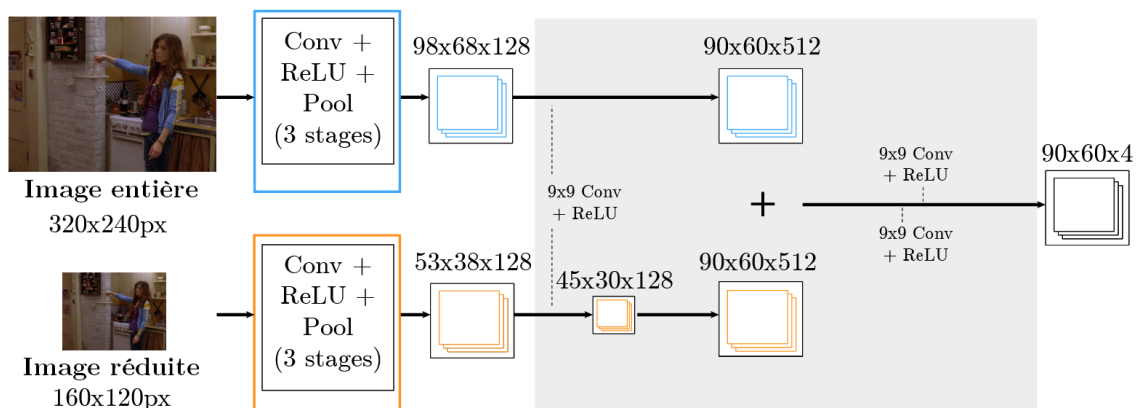 Conv +
ReLU +
Pool
(3 stages)
98x68x128
90x60x512
Image entière
320x240px
9x9 Conv
+ ReLU
+
9x9 Conv
+ ReLU
9x9 Conv
+ ReLU
90x60x4
Conv +
ReLU +
Pool
(3 stages)
53x38x128
45x30x128
90x60x512
Image réduite
160x120px